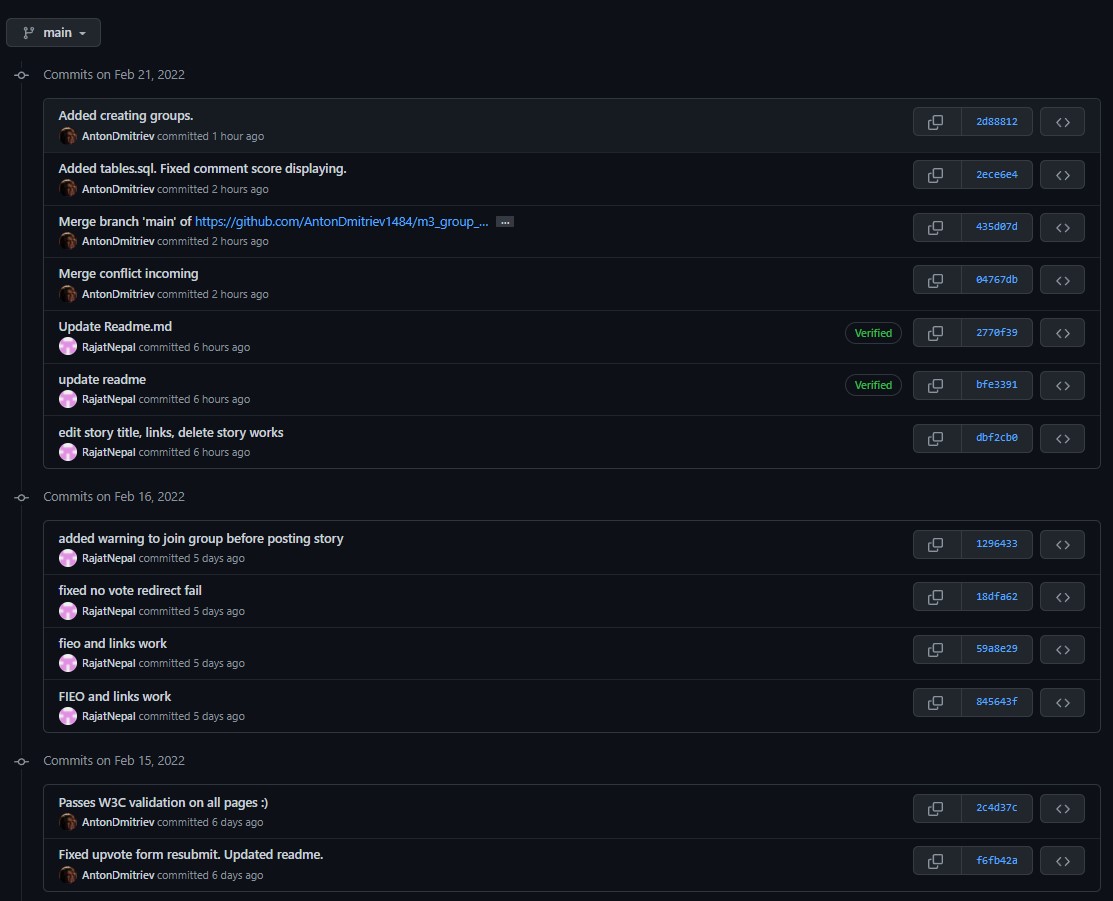 main
Commits on Feb 21, 2022
Added creating groups.
AntonDmitriev committed 1 hour ago
2d88812
Added tables.sql. Fixed comment score displaying.
AntonDmitriev committed 2 hours ago
2ece6e4
Merge branch 'main' of https://github.com/AntonDmitriev1484/m3_group_... ...
AntonDmitriev committed 2 hours ago
435d07d
Merge conflict incoming
AntonDmitriev committed 2 hours ago
04767db
Update Readme.md
RajatNepal committed 6 hours ago
Verified
2770f39
update readme
RajatNepal committed 6 hours ago
Verified
bfe3391
edit story title, links, delete story works
RajatNepal committed 6 hours ago
dbf2cb0
Commits on Feb 16, 2022
added warning to join group before posting story
RajatNepal committed 5 days ago
1296433
fixed no vote redirect fail
RajatNepal committed 5 days ago
18dfa62
fieo and links work
RajatNepal committed 5 days ago
59a8e29
FIEO and links work
RajatNepal committed 5 days ago
845643f
Commits on Feb 15, 2022
Passes W3C validation on all pages :)
AntonDmitriev committed 6 days ago
2c4d37c
Fixed upvote form resubmit. Updated readme.
AntonDmitriev committed 6 days ago
f6fb42a